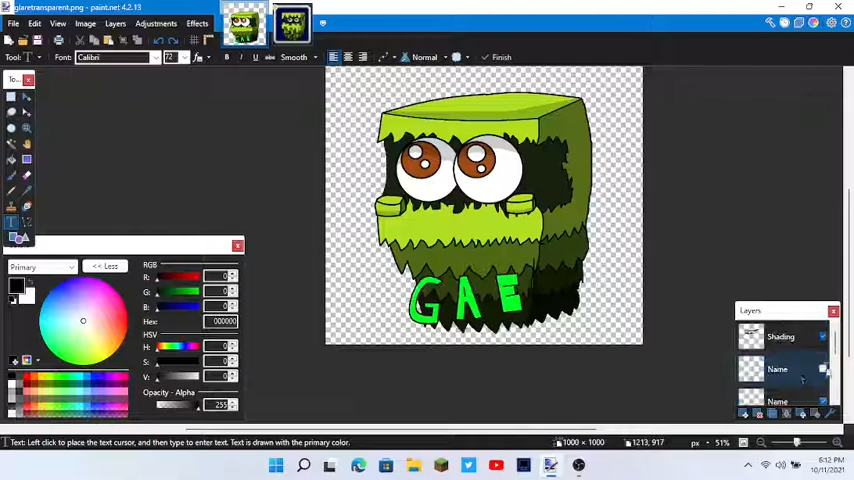 glaretransparent.png - paint.net 4.2.13
File Edit View Image Layers Adjustments Effects
Tool: T Font: Calibri 72 B I U S Smooth Normal Finish
To...
GAE
Primary << Less RGB
R: 0
G: 0
B: 0
Hex: 000000
HSV
H: 0
S: 0
V: 0
Opacity - Alpha
255
Layers
Shading
Name
Name
Text: Left click to place the text cursor, and then type to enter text. Text is drawn with the primary color. 1000 × 1000 1213, 917 px 51%
6:12 PM
10/11/2021